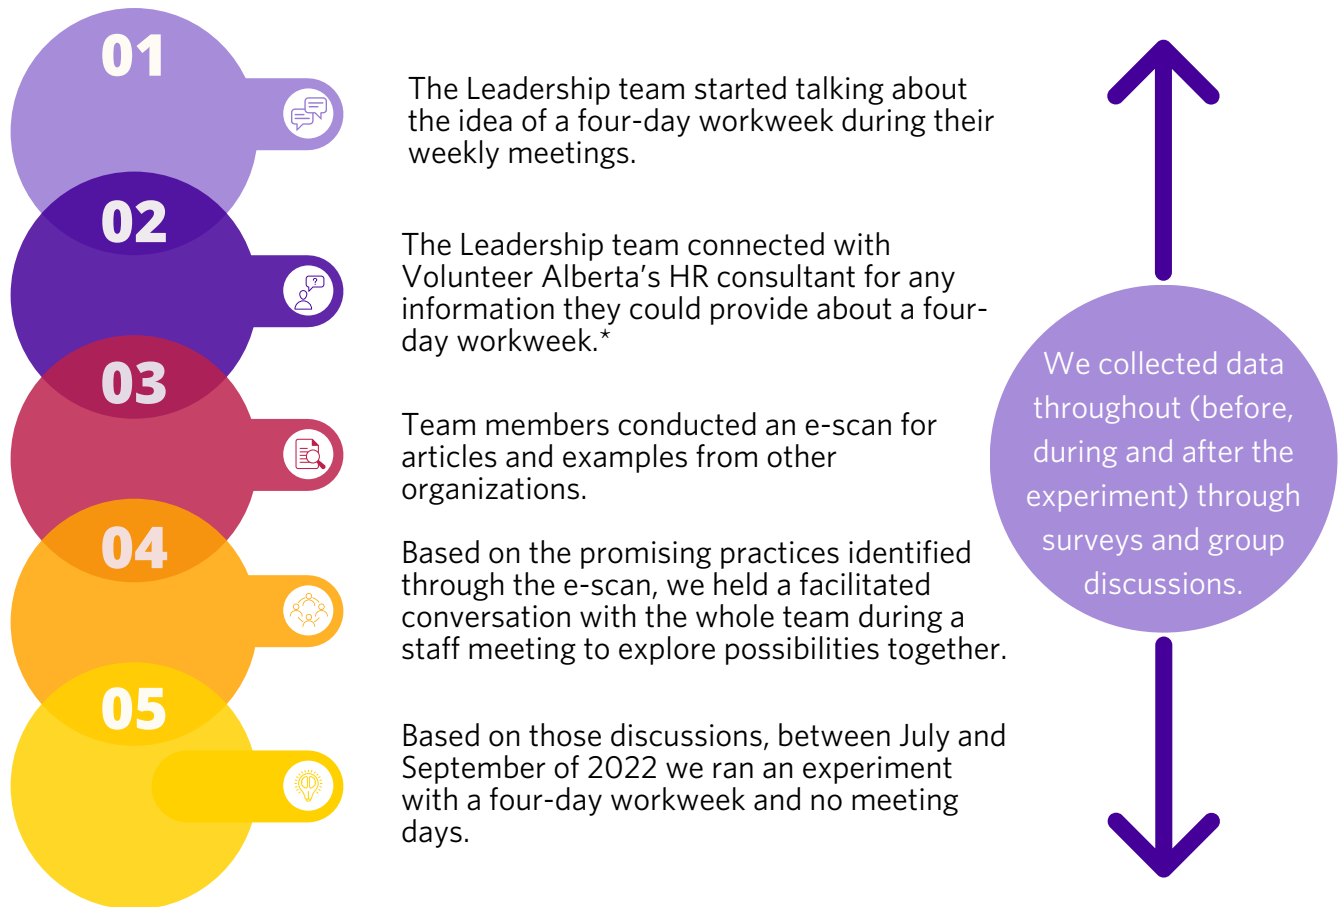 01
The Leadership team started talking about
the idea of a four-day workweek during their
weekly meetings.
02
The Leadership team connected with
Volunteer Alberta's HR consultant for any
information they could provide about a four-
day workweek.*
03
Team members conducted an e-scan for
articles and examples from other
organizations.
04
Based on the promising practices identified
through the e-scan, we held a facilitated
conversation with the whole team during a
staff meeting to explore possibilities together.
05
Based on those discussions, between July and
September of 2022 we ran an experiment
with a four-day workweek and no meeting
days.
We collected data
throughout (before,
during and after the
experiment) through
surveys and group
discussions.